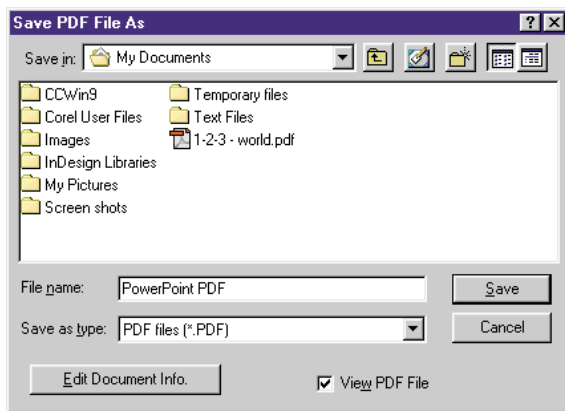 Save PDF File As
Save in: My Documents
CCWin9 Temporary files
Corel User Files Text Files
Images 1-2-3 - world.pdf
InDesign Libraries
My Pictures
Screen shots
File name: PowerPoint PDF Save
Save as type: PDF files (*.PDF) Cancel
Edit Document Info. View PDF File